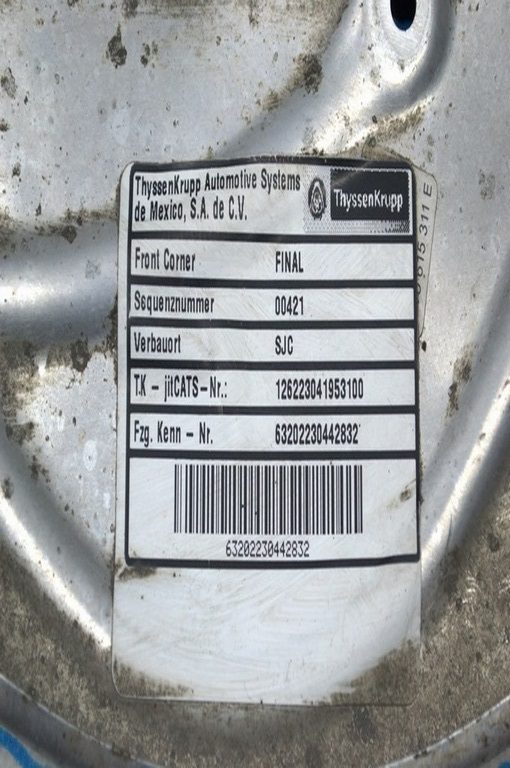 ThyssenKrupp Automotive Systems
de Mexico, S.A. de C.V.
ThyssenKrupp
Front Corner FINAL
Sequenznummer 00421
Verbauort SJC
T.K - jitCATS-Nr.: 126223041953100
Fzg. Kenn - Nr. 63202230442832
63202230442832
615 311 E